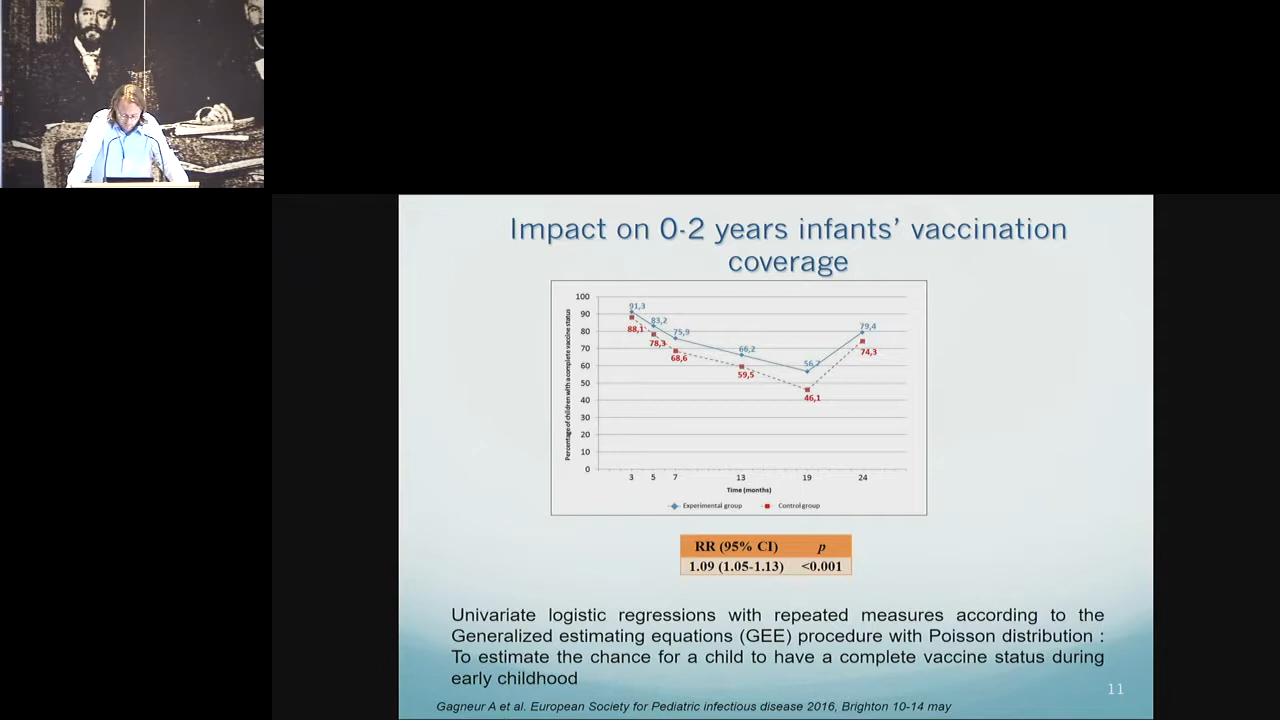 Impact on 0-2 years infants’ vaccination
coverage
Percentage of children with a complete vaccine status
100
90
80
70
60
50
40
30
20
10
0
91,3
83,2
75,9
66,2
56,7
79,4
88,1
78,3
68,6
59,5
46,1
74,3
3 5 7 13 19 24
Time (months)
Experimental group Control group
RR (95% CI) p
1.09 (1.05-1.13) <0.001
Univariate logistic regressions with repeated measures according to the
Generalized estimating equations (GEE) procedure with Poisson distribution :
To estimate the chance for a child to have a complete vaccine status during
early childhood
11
Gagneur A et al. European Society for Pediatric infectious disease 2016, Brighton 10-14 may